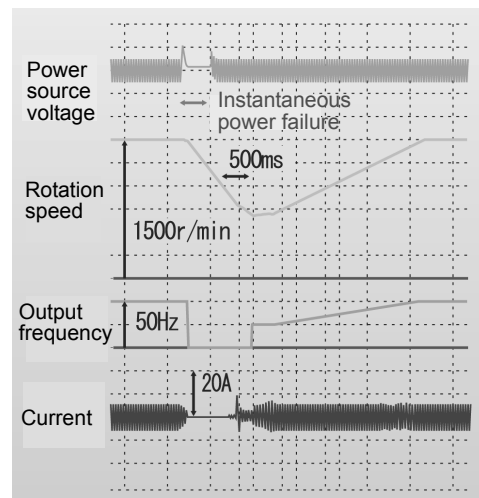 Power
source
voltage
Instantaneous
power failure
500ms
Rotation
speed
1500r/min
Output
frequency
50Hz
20A
Current